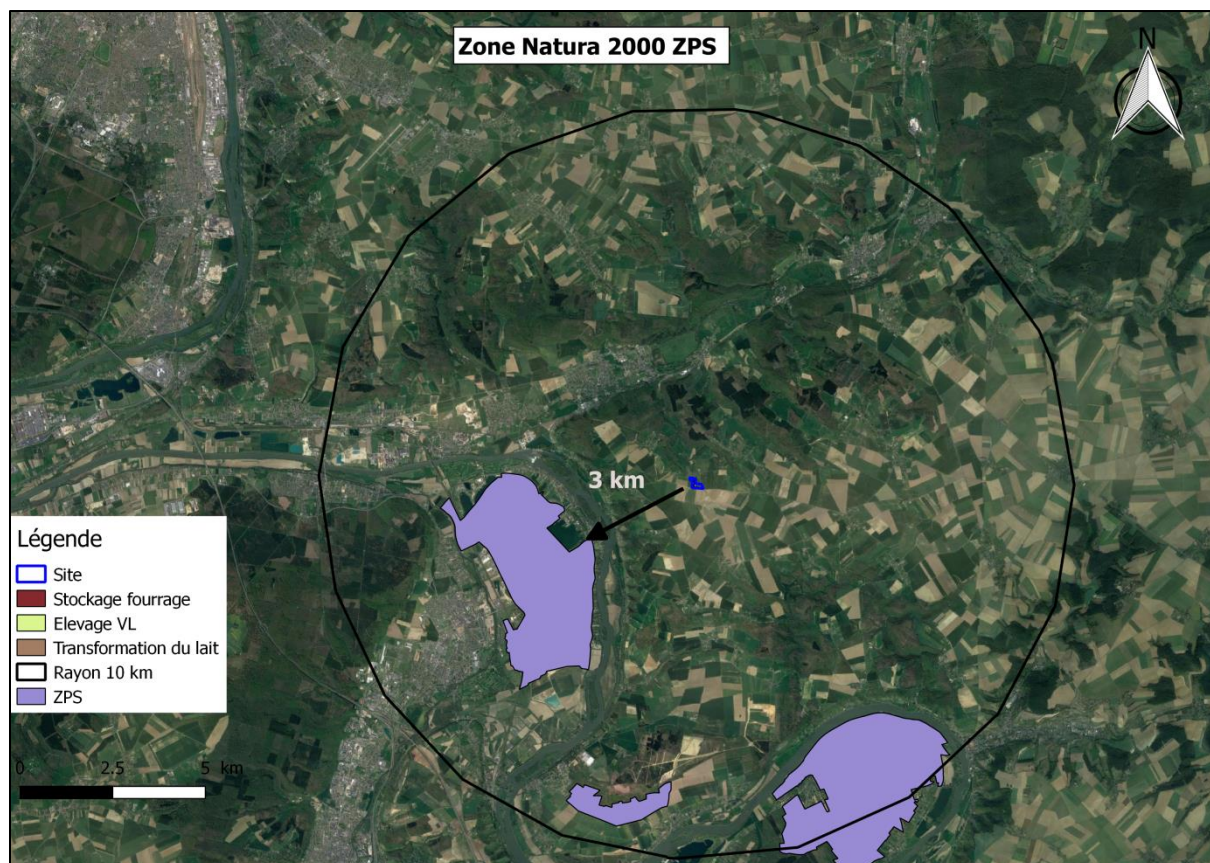 Zone Natura 2000 ZPS
N
3 km
Légende
Site
Stockage fourrage
Elevage VL
Transformation du lait
Rayon 10 km
ZPS
0 2.5 5 km